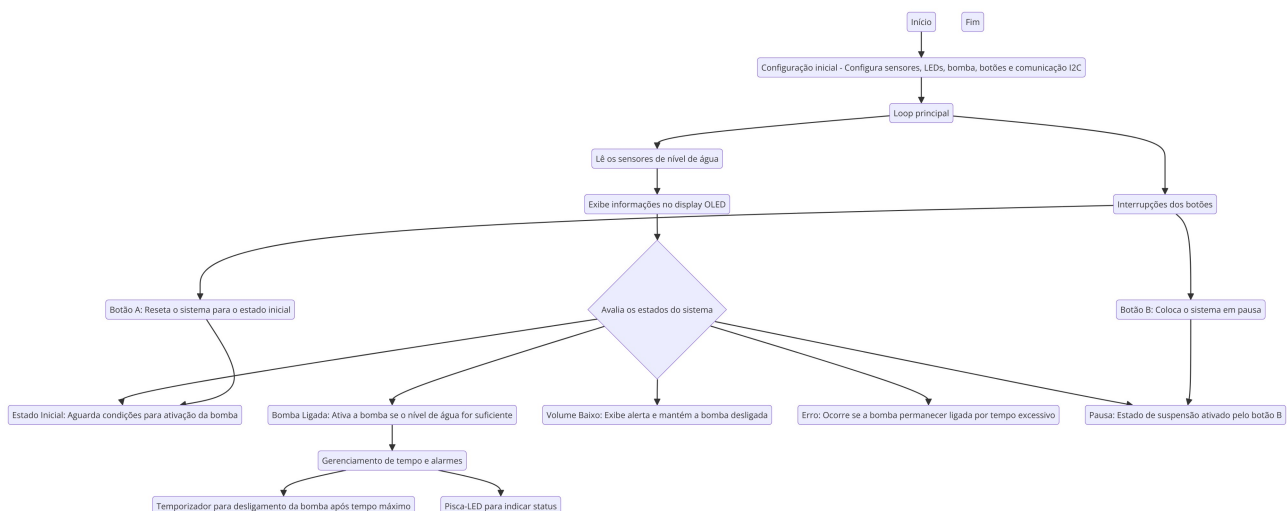 Início
Fim
Configuração inicial - Configura sensores, LEDs, bomba, botões e comunicação I2C
Loop principal
Lê os sensores de nível de água
Exibe informações no display OLED
Interrupções dos botões
Botão A: Reseta o sistema para o estado inicial
Avalia os estados do sistema
Botão B: Coloca o sistema em pausa
Estado Inicial: Aguarda condições para ativação da bomba
Bomba Ligada: Ativa a bomba se o nível de água for suficiente
Volume Baixo: Exibe alerta e mantém a bomba desligada
Erro: Ocorre se a bomba permanecer ligada por tempo excessivo
Pausa: Estado de suspensão ativado pelo botão B
Gerenciamento de tempo e alarmes
Temporizador para desligamento da bomba após tempo máximo
Pisca-LED para indicar status